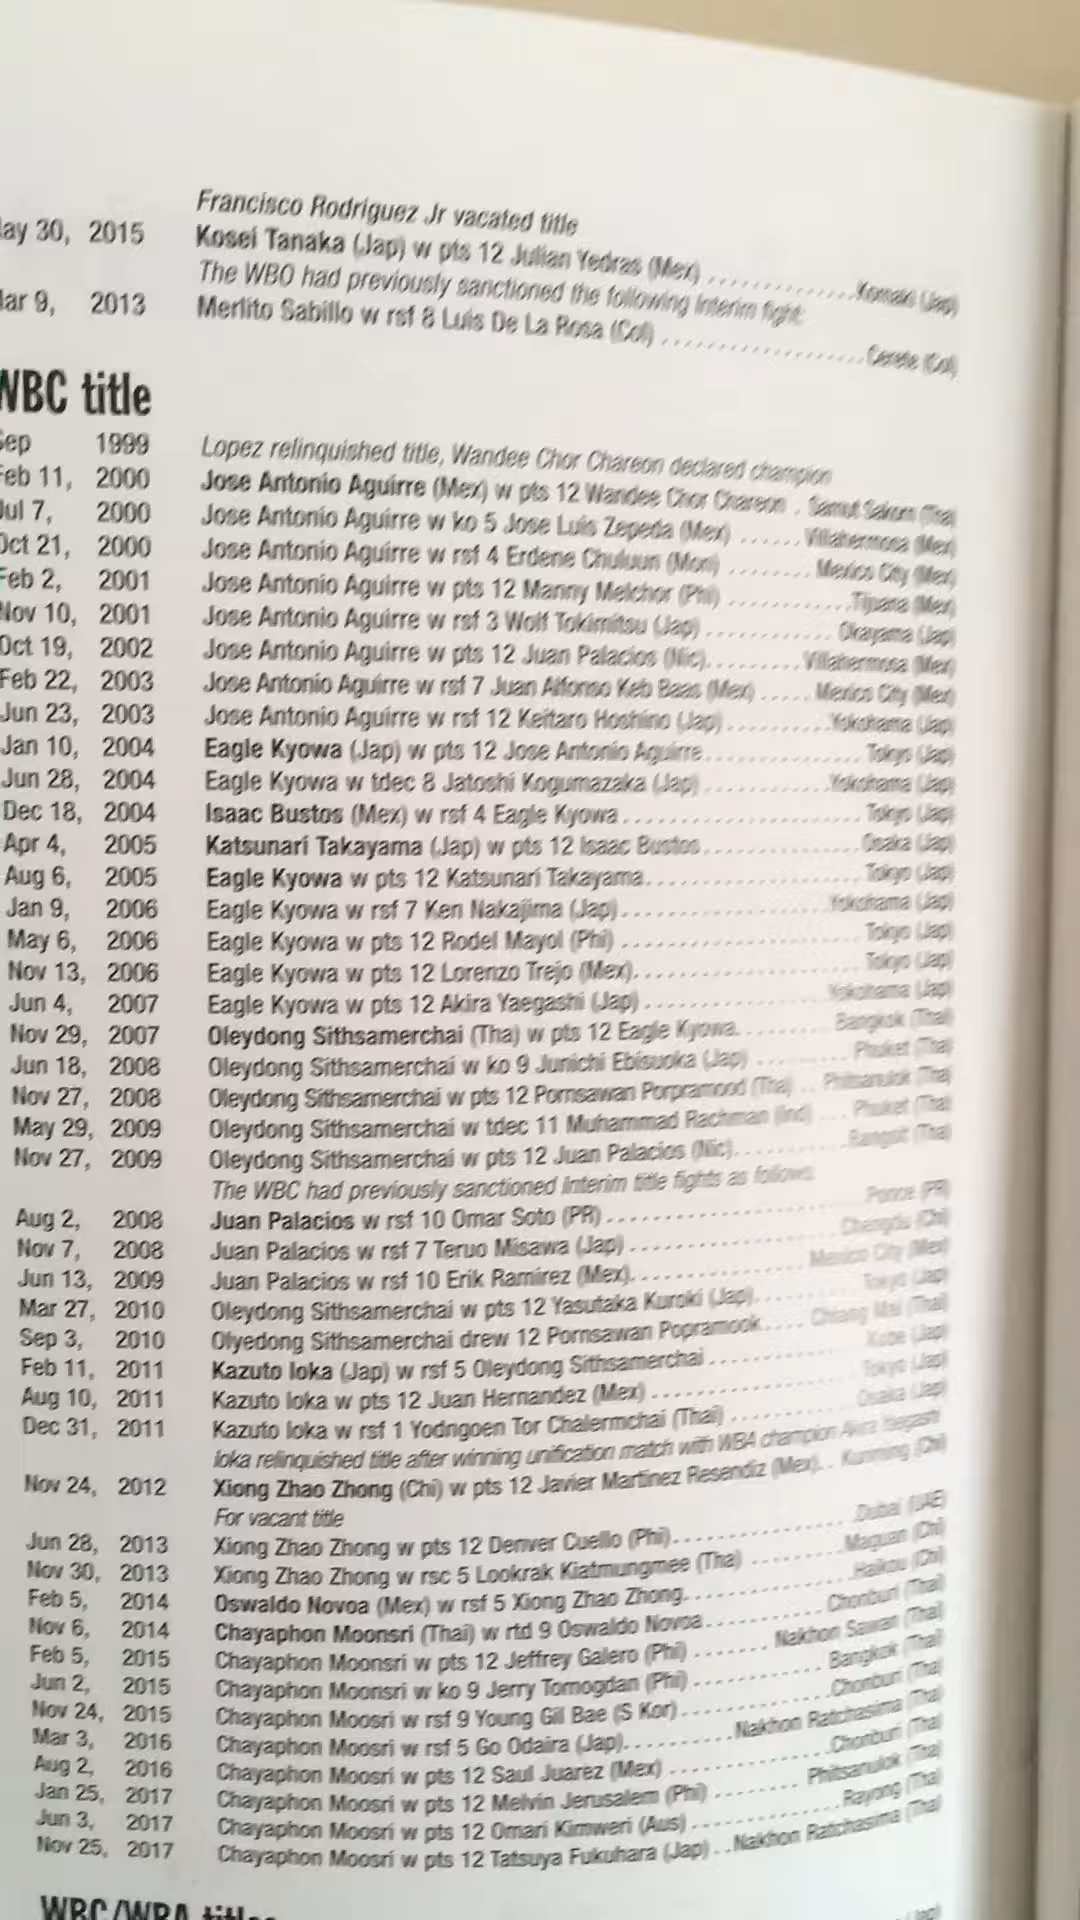 Francisco Rodriguez Jr vacated title
ay 30, 2015 Kosei Tanaka (Jap) w pts 12 Julian Yedras (Mex) Komaki (Jap)
The WBO had previously sanctioned the following Interim fight:
ar 9, 2013 Merlito Sabillo w rsf 8 Luis De La Rosa (Col) Cerete (Col)
WBC title
Sep 1999 Lopez relinquished title, Wandee Chor Chareon declared champion
Feb 11, 2000 Jose Antonio Aguirre (Mex) w pts 12 Wandee Chor Chareon . Samut Sakorn (Tha)
Jul 7, 2000 Jose Antonio Aguirre w ko 5 Jose Luis Zepeda (Mex) Villahermosa (Mex)
Oct 21, 2000 Jose Antonio Aguirre w rsf 4 Erdene Chuluun (Mon) Mexico City (Mex)
Feb 2, 2001 Jose Antonio Aguirre w pts 12 Manny Melchor (Phi) Tijuana (Mex)
Nov 10, 2001 Jose Antonio Aguirre w rsf 3 Wolf Tokimitsu (Jap) Okayama (Jap)
Oct 19, 2002 Jose Antonio Aguirre w pts 12 Juan Palacios (Nic) Villahermosa (Mex)
Feb 22, 2003 Jose Antonio Aguirre w rsf 7 Juan Alfonso Keb Baas (Mex) Mexico City (Mex)
Jun 23, 2003 Jose Antonio Aguirre w rsf 12 Keitaro Hoshino (Jap) Yokohama (Jap)
Jan 10, 2004 Eagle Kyowa (Jap) w pts 12 Jose Antonio Aguirre Tokyo (Jap)
Jun 28, 2004 Eagle Kyowa w tdec 8 Jatoshi Kogumazaka (Jap) Yokohama (Jap)
Dec 18, 2004 Isaac Bustos (Mex) w rsf 4 Eagle Kyowa Tokyo (Jap)
Apr 4, 2005 Katsunari Takayama (Jap) w pts 12 Isaac Bustos Osaka (Jap)
Aug 6, 2005 Eagle Kyowa w pts 12 Katsunari Takayama Tokyo (Jap)
Jan 9, 2006 Eagle Kyowa w rsf 7 Ken Nakajima (Jap) Yokohama (Jap)
May 6, 2006 Eagle Kyowa w pts 12 Rodel Mayol (Phi) Tokyo (Jap)
Nov 13, 2006 Eagle Kyowa w pts 12 Lorenzo Trejo (Mex) Tokyo (Jap)
Jun 4, 2007 Eagle Kyowa w pts 12 Akira Yaegashi (Jap) Yokohama (Jap)
Nov 29, 2007 Oleydong Sithsamerchai (Tha) w pts 12 Eagle Kyowa Bangkok (Thai)
Jun 18, 2008 Oleydong Sithsamerchai w ko 9 Junichi Ebisuoka (Jap) Phuket (Tha)
Nov 27, 2008 Oleydong Sithsamerchai w pts 12 Pornsawan Porpramood (Tha) Phitsanulok (Tha)
May 29, 2009 Oleydong Sithsamerchai w tdec 11 Muhammad Rachman (Ind) Phuket (Tha)
Nov 27, 2009 Oleydong Sithsamerchai w pts 12 Juan Palacios (Nic) Rangsit (Tha)
The WBC had previously sanctioned Interim title fights as follows
Aug 2, 2008 Juan Palacios w rsf 10 Omar Soto (PR) Ponce (PR)
Nov 7, 2008 Juan Palacios w rsf 7 Teruo Misawa (Jap) Chengdu (Chi)
Jun 13, 2009 Juan Palacios w rsf 10 Erik Ramirez (Mex) Mexico City (Mex)
Mar 27, 2010 Oleydong Sithsamerchai w pts 12 Yasutaka Kuroki (Jap) Tokyo (Jap)
Sep 3, 2010 Olyedong Sithsamerchai drew 12 Pornsawan Popramook Chiang Mai (Thai)
Feb 11, 2011 Kazuto Ioka (Jap) w rsf 5 Oleydong Sithsamerchai Kobe (Jap)
Aug 10, 2011 Kazuto Ioka w pts 12 Juan Hernandez (Mex) Tokyo (Jap)
Dec 31, 2011 Kazuto Ioka w rsf 1 Yodngoen Tor Chalermchai (Thai) Osaka (Jap)
Ioka relinquished title after winning unification match with WBA champion Akira
Nov 24, 2012 Xiong Zhao Zhong (Chi) w pts 12 Javier Martinez Resendiz (Mex) Kunming (Chi)
For vacant title
Jun 28, 2013 Xiong Zhao Zhong w pts 12 Denver Cuello (Phi) Dubai (UAE)
Nov 30, 2013 Xiong Zhao Zhong w rsc 5 Lookrak Kiatmungmee (Tha) Maguan (Chi)
Feb 5, 2014 Oswaldo Novoa (Mex) w rsf 5 Xiong Zhao Zhong Haikou (Chi)
Nov 6, 2014 Chayaphon Moonsri (Thai) w rtd 9 Oswaldo Novoa Chonburi (Thai)
Feb 5, 2015 Chayaphon Moonsri w pts 12 Jeffrey Galero (Phi) Nakhon Sawan (Tha)
Jun 2, 2015 Chayaphon Moonsri w ko 9 Jerry Tomogdan (Phi) Bangkok (Thai)
Nov 24, 2015 Chayaphon Moosri w rsf 9 Young Gil Bae (S Kor) Chonburi (Tha)
Mar 3, 2016 Chayaphon Moosri w rsf 5 Go Odaira (Jap) Nakhon Ratchasima (Tha)
Aug 2, 2016 Chayaphon Moosri w pts 12 Saul Juarez (Mex) Chonburi (Tha)
Jan 25, 2017 Chayaphon Moosri w pts 12 Melvin Jerusalem (Phi) Phitsanulok (Tha)
Jun 3, 2017 Chayaphon Moosri w pts 12 Omari Kimweri (Aus) Rayong (Tha)
Nov 25, 2017 Chayaphon Moosri w pts 12 Tatsuya Fukuhara (Jap) Nakhon Ratchasima (Tha)
WBC/WBA titles